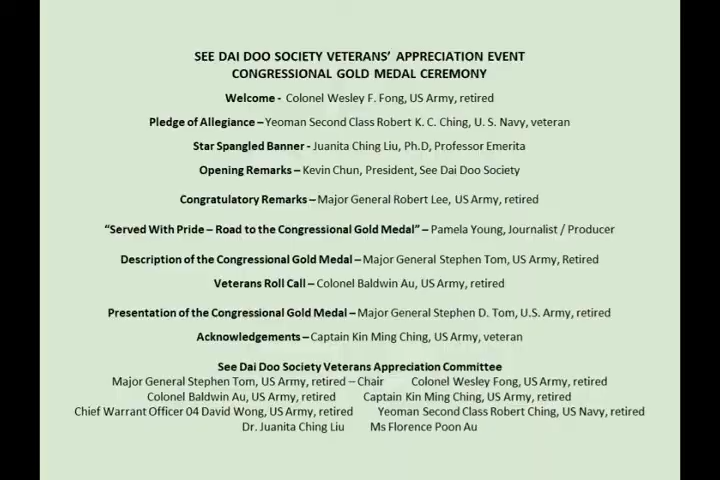 SEE DAI DOO SOCIETY VETERANS' APPRECIATION EVENT
CONGRESSIONAL GOLD MEDAL CEREMONY
Welcome - Colonel Wesley F. Fong, US Army, retired
Pledge of Allegiance – Yeoman Second Class Robert K. C. Ching, U. S. Navy, veteran
Star Spangled Banner - Juanita Ching Liu, Ph.D, Professor Emerita
Opening Remarks – Kevin Chun, President, See Dai Doo Society
Congratulatory Remarks – Major General Robert Lee, US Army, retired
"Served With Pride – Road to the Congressional Gold Medal" – Pamela Young, Journalist / Producer
Description of the Congressional Gold Medal – Major General Stephen Tom, US Army, Retired
Veterans Roll Call – Colonel Baldwin Au, US Army, retired
Presentation of the Congressional Gold Medal – Major General Stephen D. Tom, U.S. Army, retired
Acknowledgements – Captain Kin Ming Ching, US Army, veteran
See Dai Doo Society Veterans Appreciation Committee
Major General Stephen Tom, US Army, retired – Chair Colonel Wesley Fong, US Army, retired
Colonel Baldwin Au, US Army, retired Captain Kin Ming Ching, US Army, retired
Chief Warrant Officer 04 David Wong, US Army, retired Yeoman Second Class Robert Ching, US Navy, retired
Dr. Juanita Ching Liu Ms Florence Poon Au